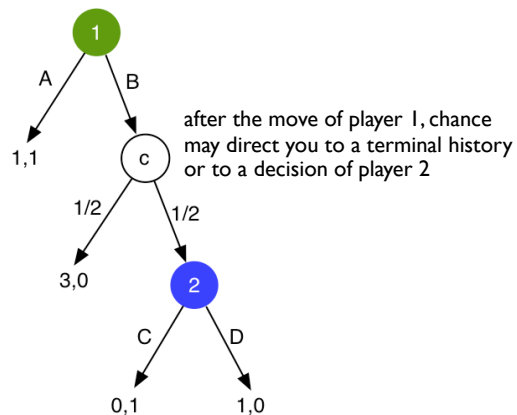 1
A
B
after the move of player 1, chance
may direct you to a terminal history
or to a decision of player 2
1,1
c
1/2
1/2
3,0
2
C
D
0,1
1,0